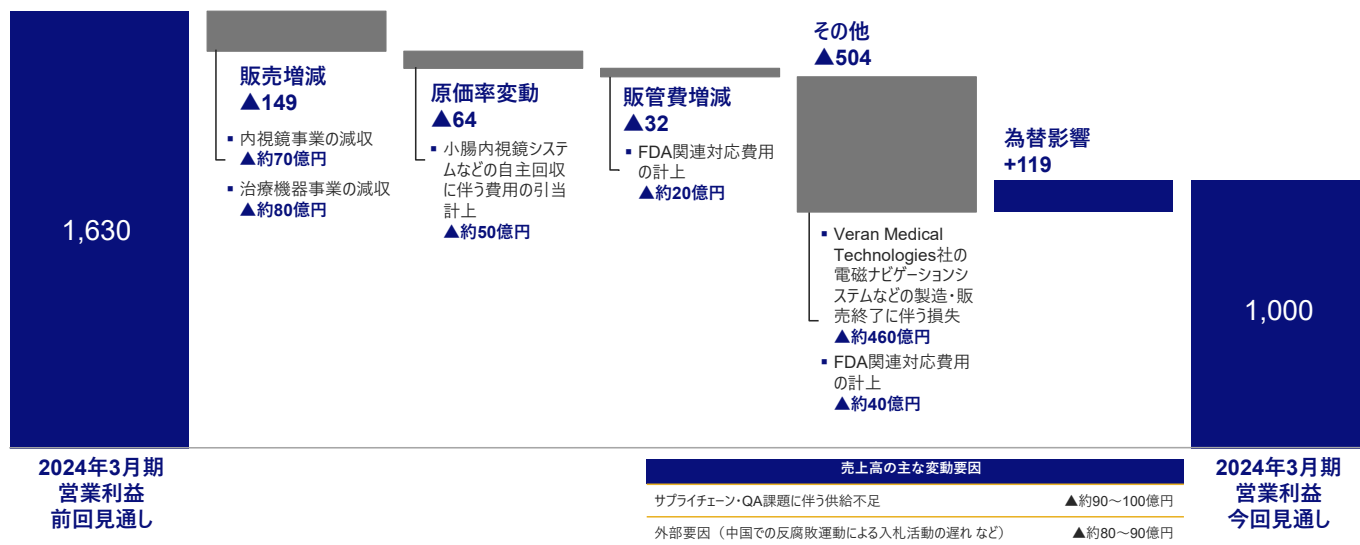 1,630
2024年3月期
営業利益
前回見通し
販売増減
▲149
▪ 内視鏡事業の減収
▲約70億円
▪ 治療機器事業の減収
▲約80億円
原価率変動
▲64
▪ 小腸内視鏡システ
ムなどの自主回収
に伴う費用の引当
計上
▲約50億円
販管費増減
▲32
▪ FDA関連対応費用
の計上
▲約20億円
その他
▲504
▪ Veran Medical
Technologies社の
電磁ナビゲーションシ
ステムなどの製造・販
売終了に伴う損失
▲約460億円
▪ FDA関連対応費用
の計上
▲約40億円
為替影響
+119
1,000
2024年3月期
営業利益
今回見通し
売上高の主な変動要因
サプライチェーン・QA課題に伴う供給不足 ▲約90～100億円
外部要因（中国での反腐敗運動による入札活動の遅れ など） ▲約80～90億円